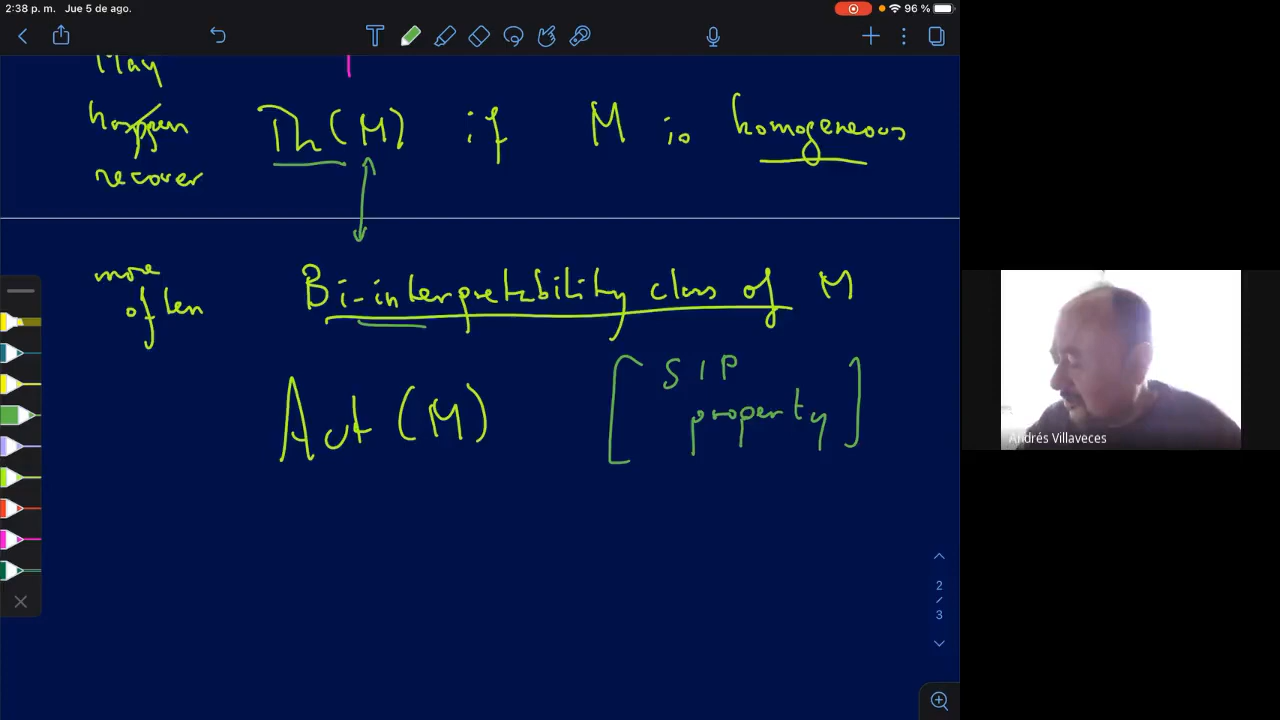 2:38 p. m. Jue 5 de ago.
96 %
May
happen
recover
Th(M) if M is homogeneous
more
often
Bi-interpretability class of M
Aut (M)
[SIP
property]
Andrés Villaveces
2
/
3